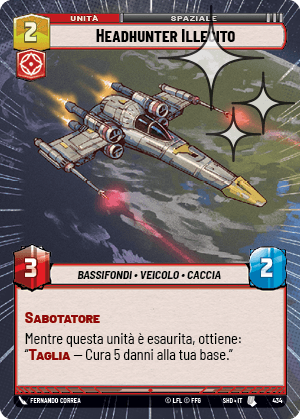 2
UNITÀ
SPAZIALE
HEADHUNTER ILLECITO
3
BASSIFONDI • VEICOLO • CACCIA
2
SABOTATORE
Mentre questa unità è esaurita, ottiene:
“TAGLIA — Cura 5 danni alla tua base.”
FERNANDO CORREA
© LFL © FFG
SHD • IT
434